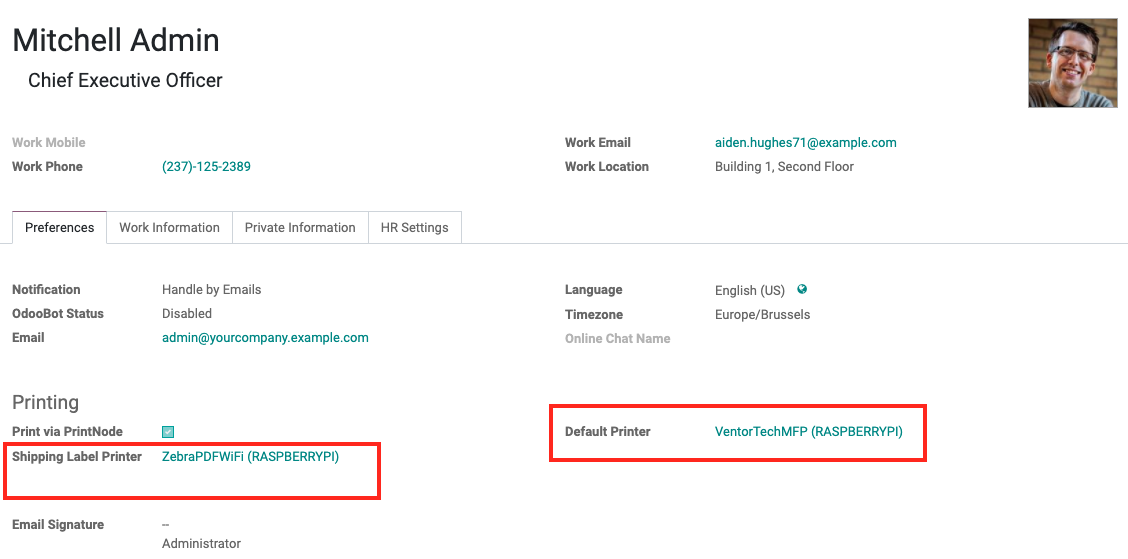 Mitchell Admin
Chief Executive Officer
Work Mobile
Work Phone (237)-125-2389
Work Email aiden.hughes71@example.com
Work Location Building 1, Second Floor
Preferences Work Information Private Information HR Settings
Notification Handle by Emails
OdooBot Status Disabled
Email admin@yourcompany.example.com
Language English (US)
Timezone Europe/Brussels
Online Chat Name
Printing
Print via PrintNode
Shipping Label Printer ZebraPDFWiFi (RASPBERRYPI)
Default Printer VentorTechMFP (RASPBERRYPI)
Email Signature --
Administrator